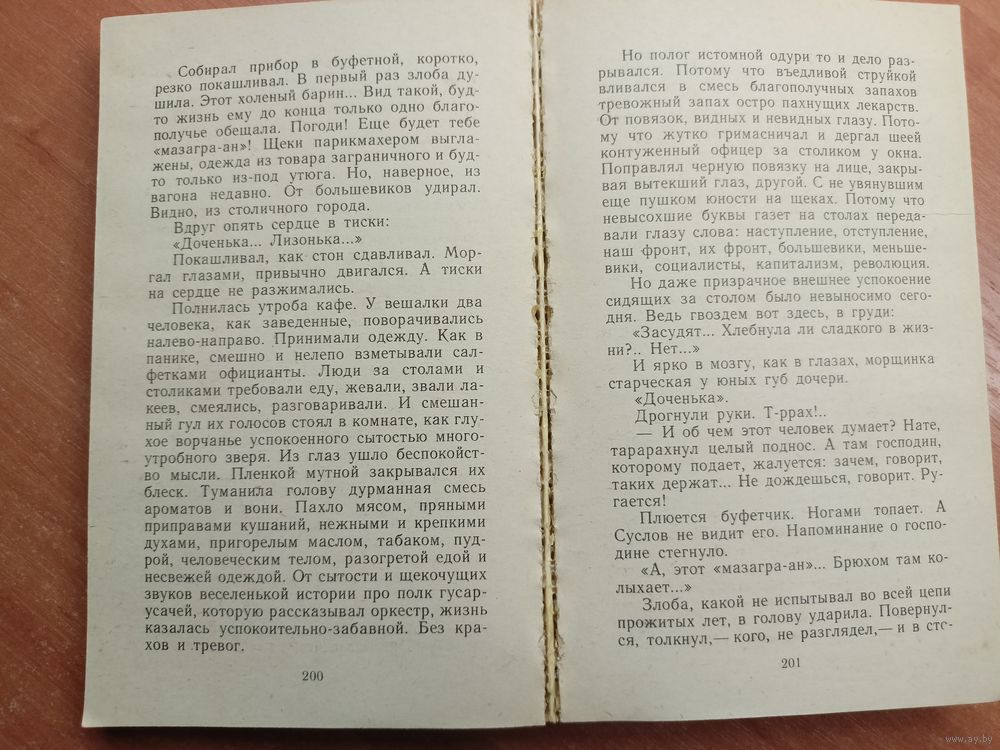 Собирал прибор в буфетной, коротко,
резко покашливал. В первый раз злоба ду-
шила. Этот холеный барин... Вид такой, буд-
то жизнь ему до конца только одно благо-
получье обещала. Погоди! Еще будет тебе
«мазагра-ан»! Щеки парикмахером выгла-
жены, одежда из товара заграничного и буд-
то только из-под утюга. Но, наверное, из
вагона недавно. От большевиков удирал.
Видно, из столичного города.
Вдруг опять сердце в тиски:
«Доченька... Лизонька...»
Покашливал, как стон сдавливал. Мор-
гал глазами, привычно двигался. А тиски
на сердце не разжимались.
Полнилась утроба кафе. У вешалки два
человека, как заведенные, поворачивались
налево-направо. Принимали одежду. Как в
панике, смешно и нелепо взметывали сал-
фетками официанты. Люди за столами и
столиками требовали еду, жевали, звали ла-
кеев, смеялись, разговаривали. И смешан-
ный гул их голосов стоял в комнате, как глу-
хое ворчанье успокоенного сытостью много-
утробного зверя. Из глаз ушло беспокойст-
во мысли. Пленкой мутной закрывался их
блеск. Туманила голову дурманная смесь
ароматов и вони. Пахло мясом, пряными
приправами кушаний, нежными и крепкими
духами, пригорелым маслом, табаком, пуд-
рой, человеческим телом, разогретой едой и
несвежей одеждой. От сытости и щекочущих
звуков веселенькой истории про полк гусар-
усачей, которую рассказывал оркестр, жизнь
казалась успокоительно-забавной. Без кра-
хов и тревог.
200
Но полог истомной одури то и дело раз-
рывался. Потому что въедливой струйкой
вливался в смесь благополучных запахов
тревожный запах остро пахнущих лекарств.
От повязок, видных и невидных глазу. Пото-
му что жутко гримасничал и дергал шеей
контуженный офицер за столиком у окна.
Поправлял черную повязку на лице, закры-
вая вытекший глаз, другой. С не увянувшим
еще пушком юности на щеках. Потому что
невысохшие буквы газет на столах переда-
вали глазу слова: наступление, отступление,
наш фронт, их фронт, большевики, меньше-
вики, социалисты, капитализм, революция.
Но даже призрачное внешнее успокоение
сидящих за столом было невыносимо сего-
дня. Ведь гвоздем вот здесь, в груди:
«Засудят... Хлебнула ли сладкого в жиз-
ни?.. Нет...»
И ярко в мозгу, как в глазах, морщинка
старческая у юных губ дочери.
«Доченька».
Дрогнули руки. Т-ррах!..
— И об чем этот человек думает? Нате,
тарарахнул целый поднос. А там господин,
которому подает, жалуется: зачем, говорит,
таких держат... Не дождешься, говорит. Ру-
гается!
Плюется буфетчик. Ногами топает. А
Суслов не видит его. Напоминание о госпо-
дине стегнуло.
«А, этот «мазагра-ан»... Брюхом там ко-
лыхает...»
Злоба, какой не испытывал во всей цепи
прожитых лет, в голову ударила. Повернул-
ся, толкнул,— кого, не разглядел,— и в сто-
201
www.ay.by